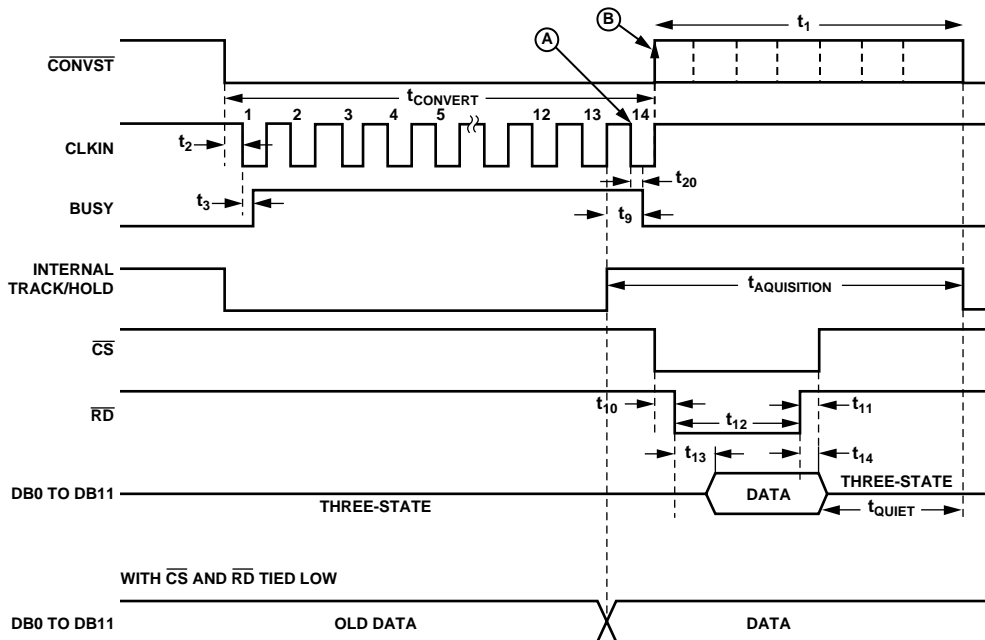 B
t1
A
CONVST
tCONVERT
1 2 3 4 5 12 13 14
CLKIN
t2
t20
t3
BUSY
t9
INTERNAL
TRACK/HOLD
tAQUISITION
CS
RD
t10
t11
t12
t13
t14
DB0 TO DB11
THREE-STATE
DATA
THREE-STATE
tQUIET
WITH CS AND RD TIED LOW
DB0 TO DB11
OLD DATA
DATA